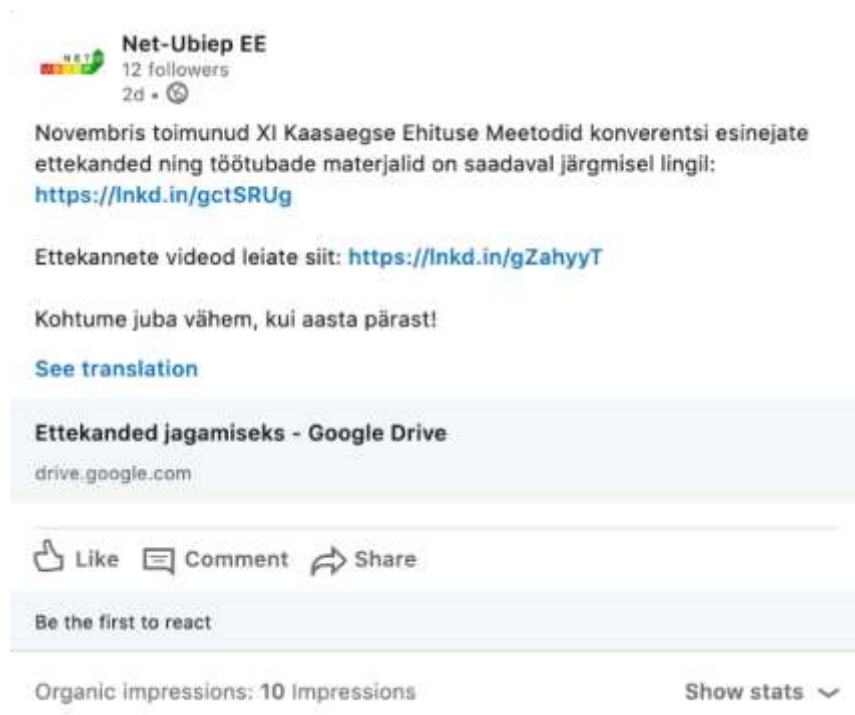 NET
UBIEP
Net-Ubiep EE
12 followers
2d •
Novembris toimunud XI Kaasaegse Ehituse Meetodid konverentsi esinejate
ettekanded ning töötubade materjalid on saadaval järgmisel lingil:
https://lnkd.in/gctSRUg
Ettekannete videod leiate siit: https://lnkd.in/gZahyyT
Kohtume juba vähem, kui aasta pärast!
See translation
Ettekanded jagamiseks - Google Drive
drive.google.com
Like Comment Share
Be the first to react
Organic impressions: 10 Impressions Show stats